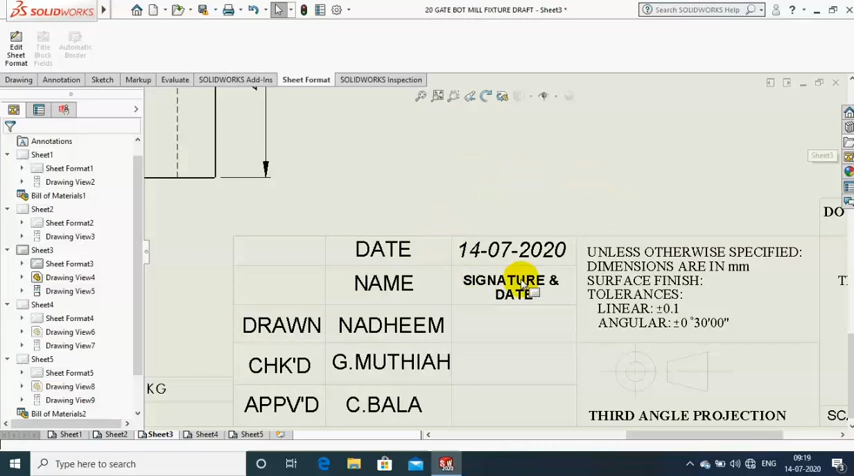 SOLIDWORKS
20 GATE BOT MILL FIXTURE DRAFT - Sheet3 *
Search SOLIDWORKS Help
Edit
Sheet
Format
Title
Block
Fields
Automatic
Border
Drawing
Annotation
Sketch
Markup
Evaluate
SOLIDWORKS Add-Ins
Sheet Format
SOLIDWORKS Inspection
Annotations
Sheet1
Sheet Format1
Drawing View2
Bill of Materials1
Sheet2
Sheet Format2
Drawing View3
Sheet3
Sheet Format3
Drawing View4
Sheet4
Sheet Format4
Drawing View6
Drawing View7
Sheet5
Sheet Format5
Drawing View8
Drawing View9
Bill of Materials2
Sheet3
DO
DATE
14-07-2020
NAME
SIGNATURE &
DATE
DRAWN
NADHEEM
CHK'D
G.MUTHIAH
APPV'D
C.BALA
KG
UNLESS OTHERWISE SPECIFIED:
DIMENSIONS ARE IN mm
SURFACE FINISH:
TOLERANCES:
LINEAR: ±0.1
ANGULAR: ±0°30'00"
THIRD ANGLE PROJECTION
Sheet1
Sheet2
Sheet3
Sheet4
Sheet5
Type here to search
ENG
09:19
14-07-2020